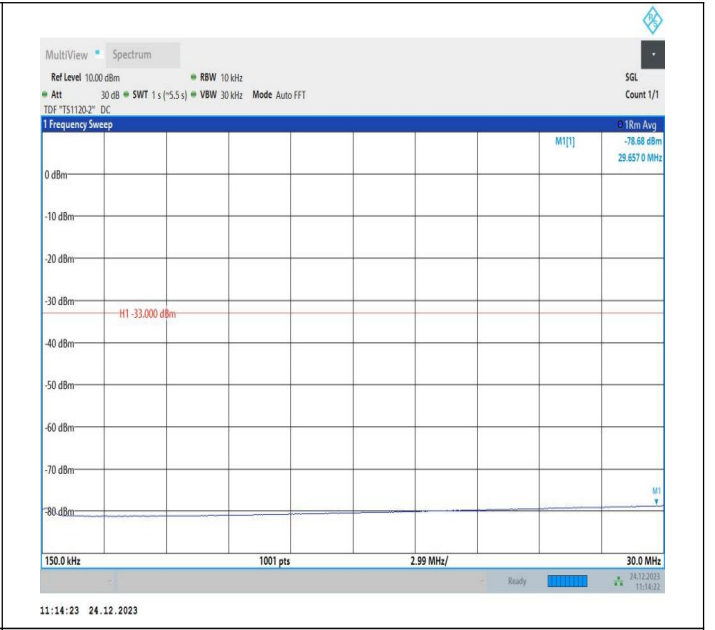 R&S
MultiView Spectrum
Ref Level 10.00 dBm RBW 10 kHz SGL
Att 30 dB SWT 1 s (~5.5 s) VBW 30 kHz Mode Auto FFT Count 1/1
TDF "TS1120-2" DC
1 Frequency Sweep 1Rm Avg
M1[1] -78.68 dBm
29.657 0 MHz
0 dBm
-10 dBm
-20 dBm
-30 dBm
H1 -33.000 dBm
-40 dBm
-50 dBm
-60 dBm
-70 dBm
M1
-80 dBm
150.0 kHz 1001 pts 2.99 MHz/ 30.0 MHz
Ready 24.12.2023
11:14:22
11:14:23 24.12.2023